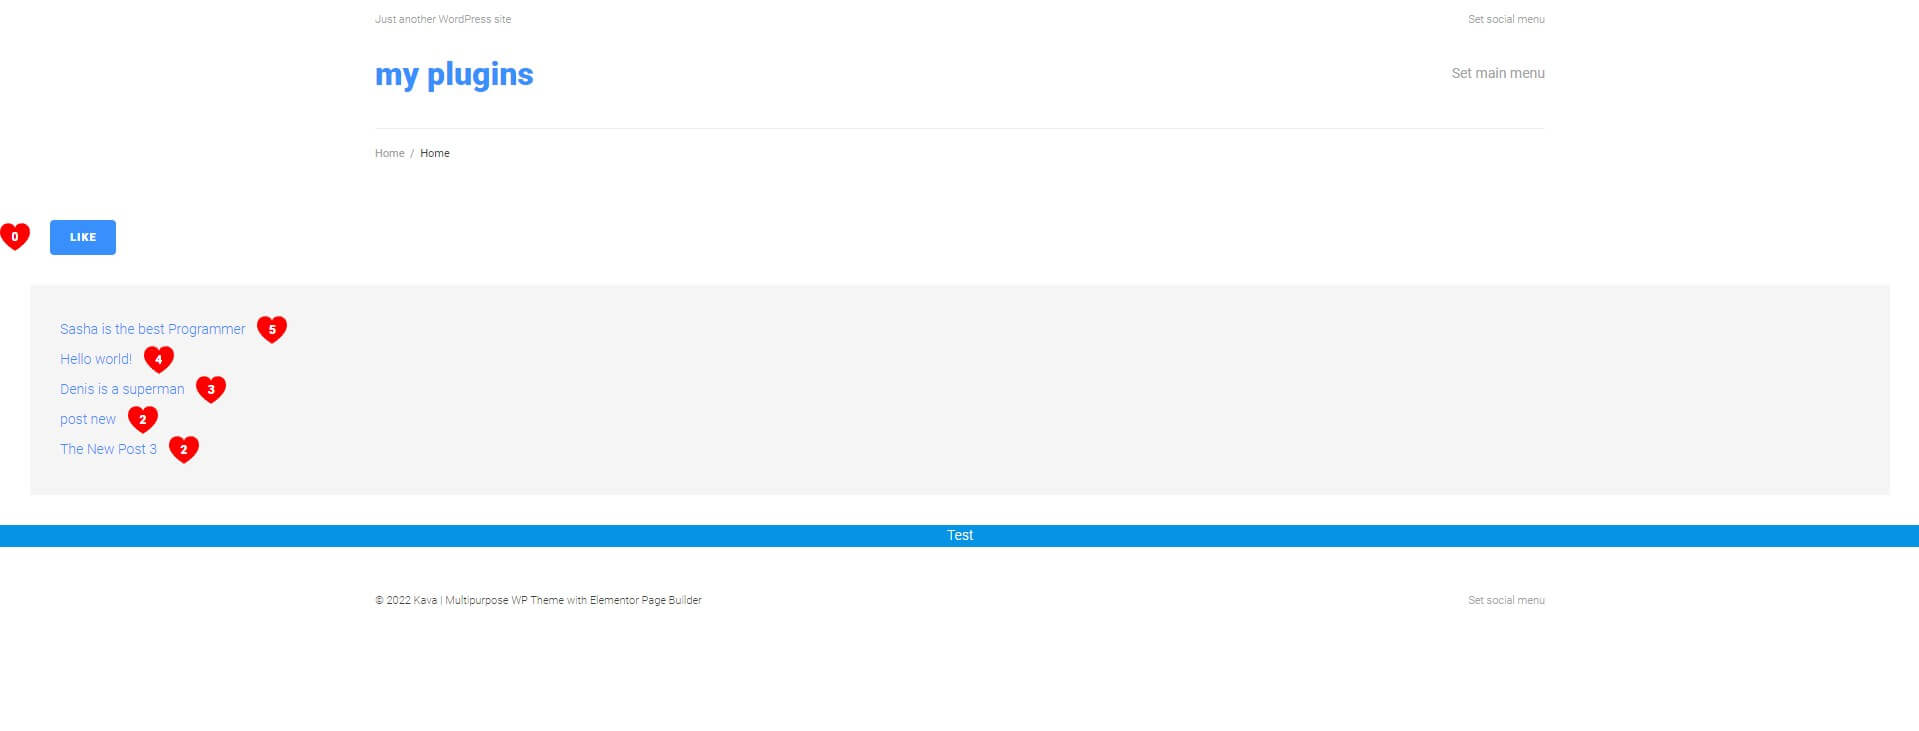 Just another WordPress site
Set social menu
my plugins
Set main menu
Home / Home
0
LIKE
Sasha is the best Programmer 5
Hello world! 4
Denis is a superman 3
post new 2
The New Post 3 2
Test
© 2022 Kava | Multipurpose WP Theme with Elementor Page Builder
Set social menu